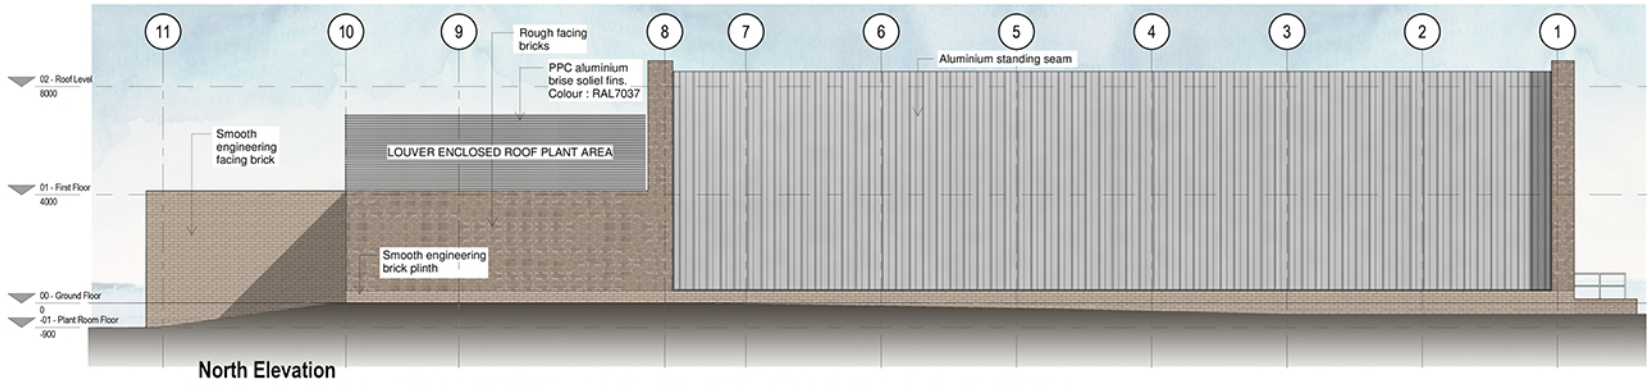 11
10
9
8
7
6
5
4
3
2
1
Rough facing
bricks
Aluminium standing seam
PPC aluminium
brise soliel fins.
Colour : RAL7037
02 - Roof Level
8000
Smooth
engineering
facing brick
LOUVER ENCLOSED ROOF PLANT AREA
01 - First Floor
4000
Smooth engineering
brick plinth
00 - Ground Floor
0
-01 - Plant Room Floor
-900
North Elevation